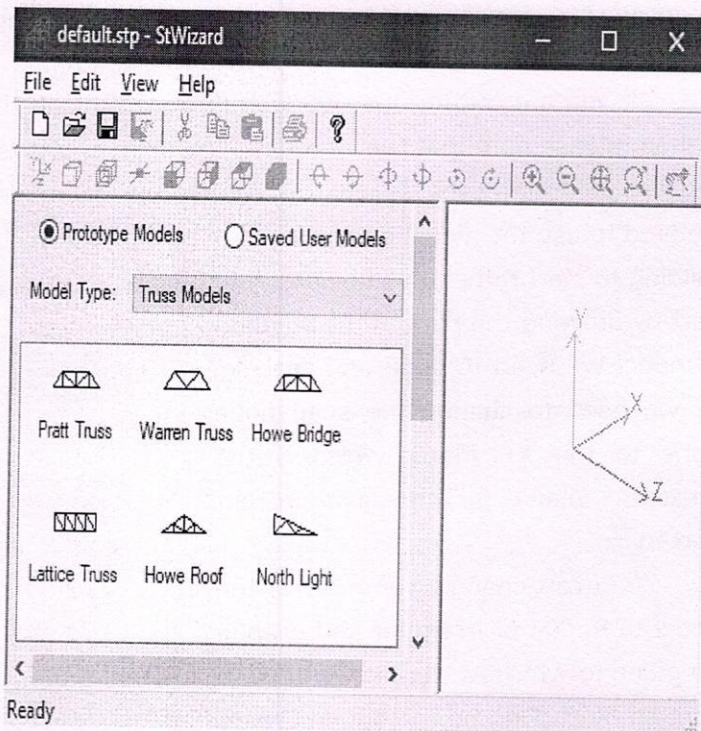 default.stp - StWizard
File Edit View Help
Prototype Models Saved User Models
Model Type: Truss Models
Pratt Truss Warren Truss Howe Bridge
Lattice Truss Howe Roof North Light
Y
X
Z
Ready